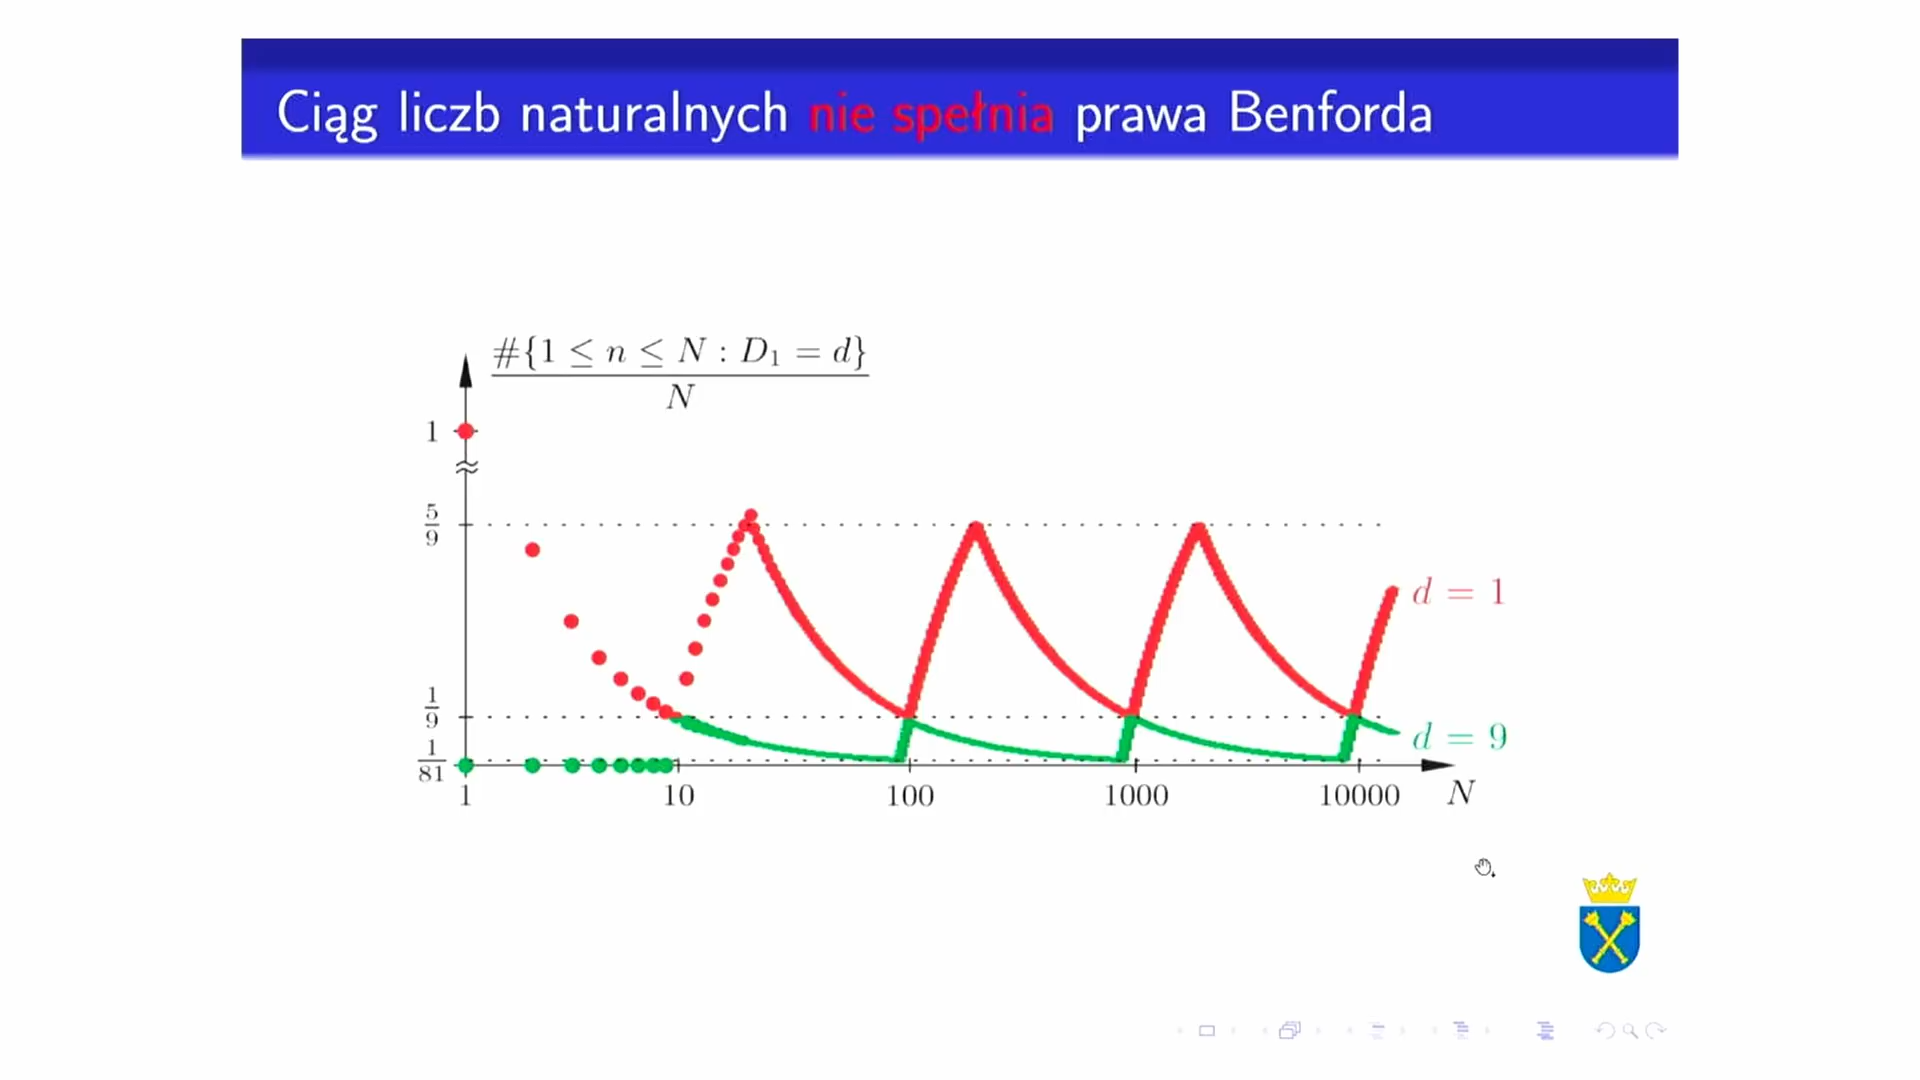 Ciąg liczb naturalnych nie spełnia prawa Benforda
#{1 ≤ n ≤ N : D₁ = d}
N
1
5
9
d = 1
1
9
d = 9
1
81
1 10 100 1000 10000 N